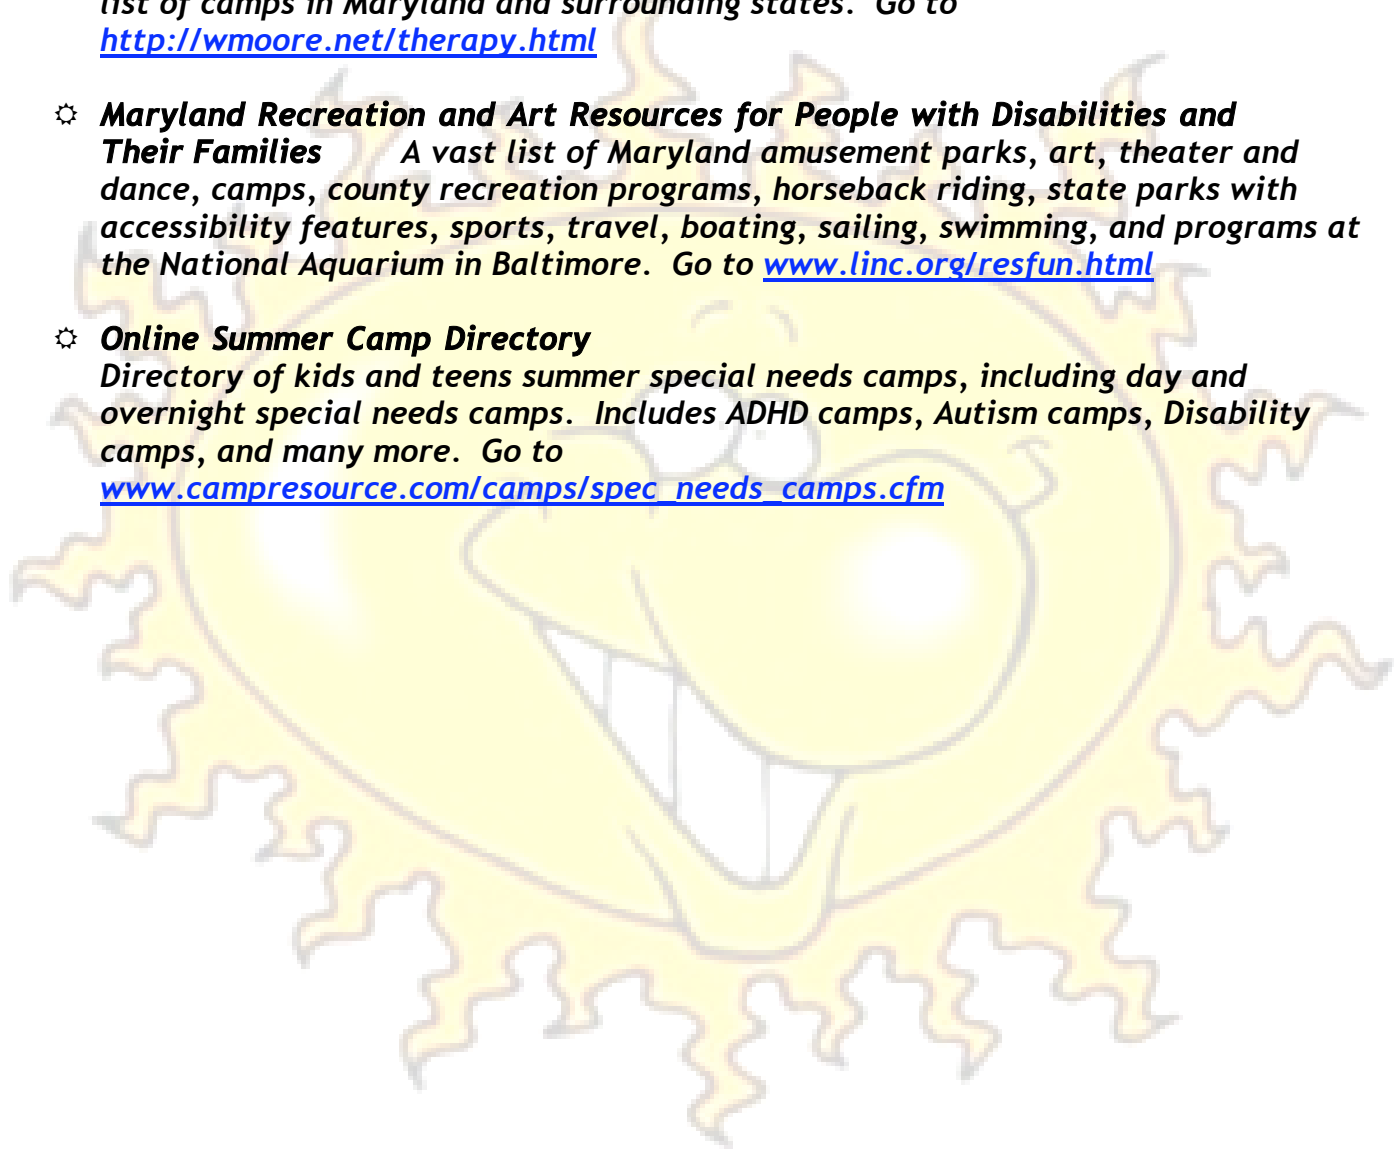 list of camps in Maryland and surrounding states.  Go to
http://wmoore.net/therapy.html
☼ Maryland Recreation and Art Resources for People with Disabilities and
Their Families A vast list of Maryland amusement parks, art, theater and
dance, camps, county recreation programs, horseback riding, state parks with
accessibility features, sports, travel, boating, sailing, swimming, and programs at
the National Aquarium in Baltimore.  Go to www.linc.org/resfun.html
☼ Online Summer Camp Directory
Directory of kids and teens summer special needs camps, including day and
overnight special needs camps.  Includes ADHD camps, Autism camps, Disability
camps, and many more.  Go to
www.campresource.com/camps/spec_needs_camps.cfm